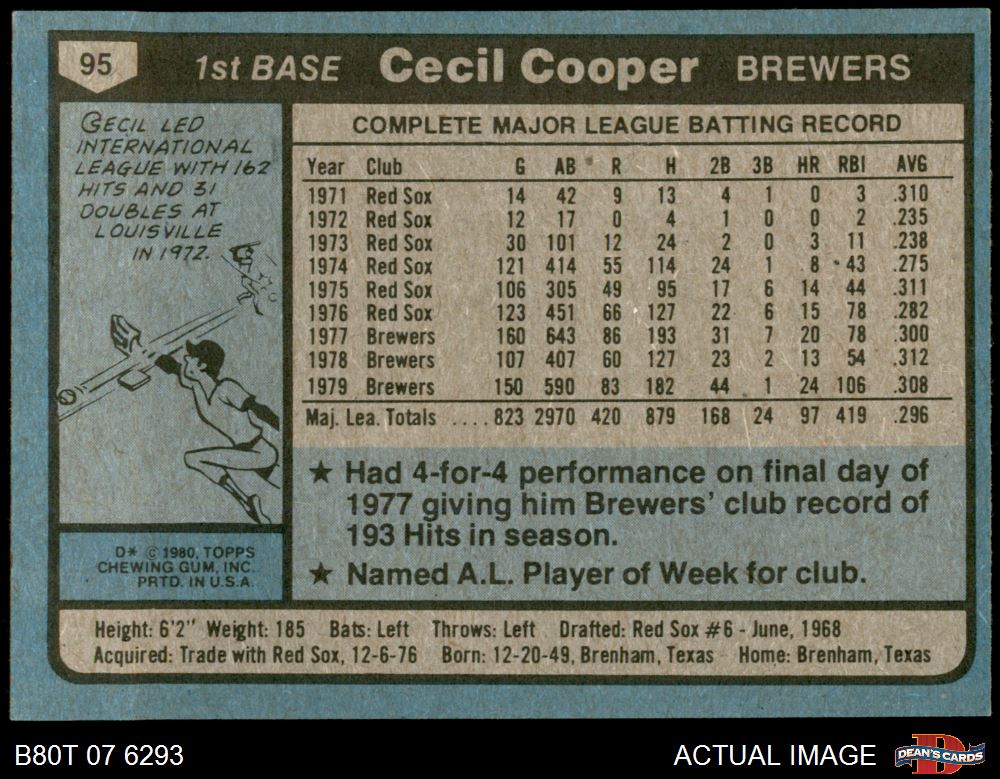 95 1st BASE Cecil Cooper BREWERS
CECIL LED
INTERNATIONAL
LEAGUE WITH 162
HITS AND 31
DOUBLES AT
LOUISVILLE
IN 1972.
COMPLETE MAJOR LEAGUE BATTING RECORD
Year Club G AB R H 2B 3B HR RBI AVG
1971 Red Sox 14 42 9 13 4 1 0 3 .310
1972 Red Sox 12 17 0 4 1 0 0 2 .235
1973 Red Sox 30 101 12 24 2 0 3 11 .238
1974 Red Sox 121 414 55 114 24 1 8 43 .275
1975 Red Sox 106 305 49 95 17 6 14 44 .311
1976 Red Sox 123 451 66 127 22 6 15 78 .282
1977 Brewers 160 643 86 193 31 7 20 78 .300
1978 Brewers 107 407 60 127 23 2 13 54 .312
1979 Brewers 150 590 83 182 44 1 24 106 .308
Maj. Lea. Totals ....823 2970 420 879 168 24 97 419 .296
★ Had 4-for-4 performance on final day of
1977 giving him Brewers' club record of
193 Hits in season.
★ Named A.L. Player of Week for club.
D* © 1980, TOPPS
CHEWING GUM, INC.
PRTD. IN U.S.A.
Height: 6'2" Weight: 185 Bats: Left Throws: Left Drafted: Red Sox #6 - June, 1968
Acquired: Trade with Red Sox, 12-6-76 Born: 12-20-49, Brenham, Texas Home: Brenham, Texas
B80T 07 6293 ACTUAL IMAGE DEAN'S CARDS